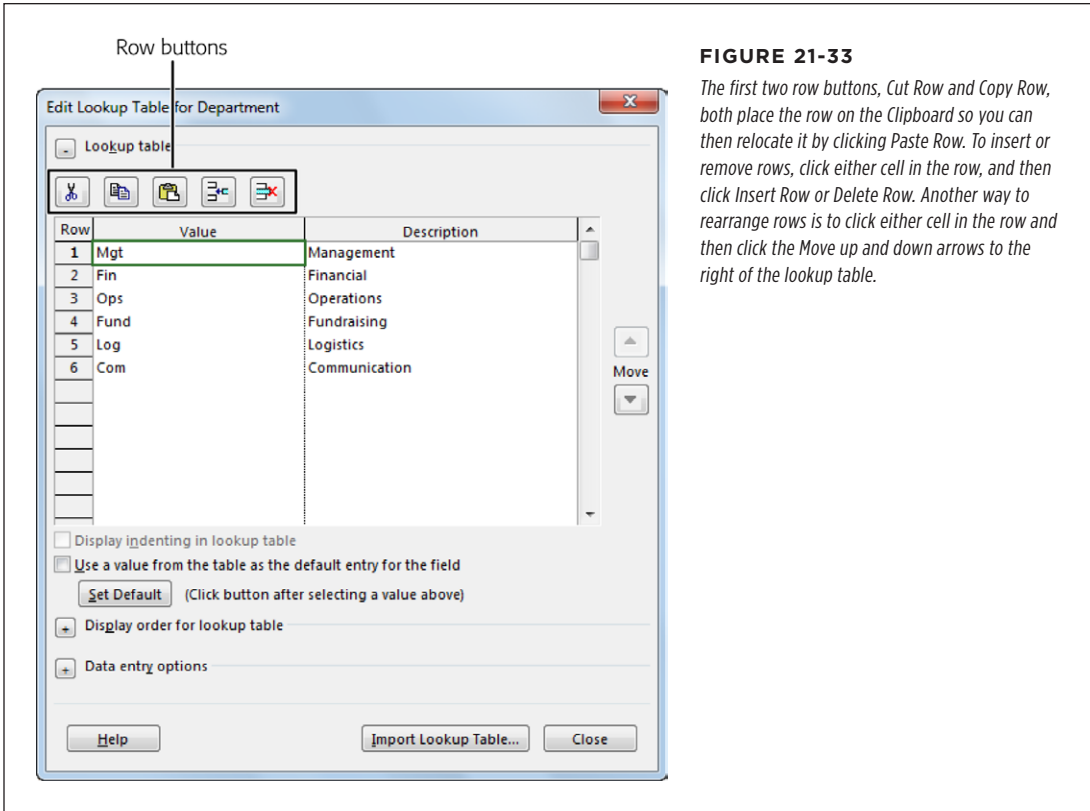 Row buttons
Edit Lookup Table for Department
Lookup table
Row Value Description
1 Mgt Management
2 Fin Financial
3 Ops Operations
4 Fund Fundraising
5 Log Logistics
6 Com Communication
Move
Display indenting in lookup table
Use a value from the table as the default entry for the field
Set Default (Click button after selecting a value above)
Display order for lookup table
Data entry options
Help Import Lookup Table... Close
FIGURE 21-33
The first two row buttons, Cut Row and Copy Row,
both place the row on the Clipboard so you can
then relocate it by clicking Paste Row. To insert or
remove rows, click either cell in the row, and then
click Insert Row or Delete Row. Another way to
rearrange rows is to click either cell in the row and
then click the Move up and down arrows to the
right of the lookup table.